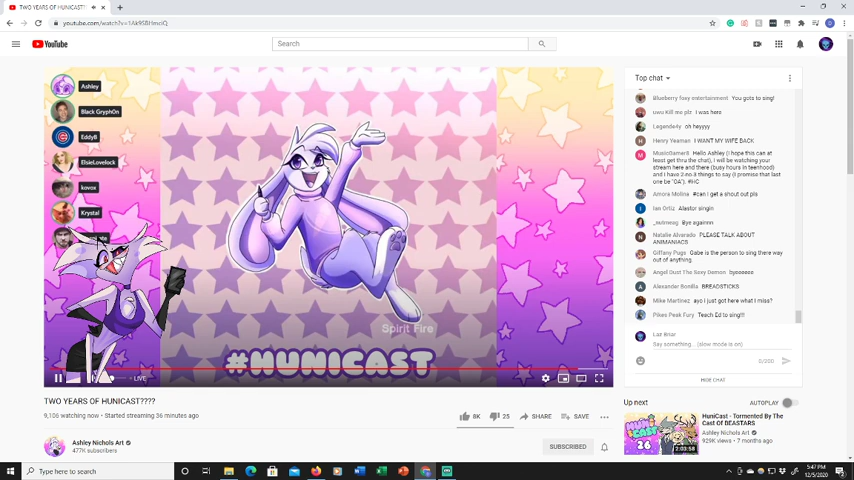 TWO YEARS OF HUNICAST????
youtube.com/watch?v=1Ak9S8HmciQ
YouTube
Search
Ashley
Black Gryph0n
EddyB
ElsieLovelock
kovox
Krystal
Spirit Fire
#HUNICAST
LIVE
TWO YEARS OF HUNICAST????
9,106 watching now • Started streaming 36 minutes ago
8K
25
SHARE
SAVE
Ashley Nichols Art
477K subscribers
SUBSCRIBED
Top chat
Blueberry foxy entertainment You gots to sing!
uwu Kill me plz I was here
Legende4y oh heyyyy
Henry Yeaman I WANT MY WIFE BACK
MusicGamer8 Hello Ashley (I hope this can at
least get thru the chat), I will be watching your
stream here and there (busy hours in teenhood)
and I have 2 no 3 things to say (I promise that last
one be "OA"). #HC
Amore Molina #can i get a shout out pls
Ian Ortiz Alastor singin
_nutmeug Bye againnn
Natalie Alvarado PLEASE TALK ABOUT
ANIMANIACS
Giffany Pugs Gabe is the person to sing there way
out of anything
Angel Dust The Sexy Demon byeeeeee
Alexander Bonilla BREADSTICKS
Mike Martinez ayo I just got here what I miss?
Pikes Peak Fury Teach Ed to sing!!!
Laz Briar
Say something... (slow mode is on)
0/200
HIDE CHAT
Up next
AUTOPLAY
HUNICAST
26
2:03:58
HuniCast - Tormented By The
Cast Of BEASTARS
Ashley Nichols Art
929K views • 7 months ago
Type here to search
5:47 PM
12/5/2020